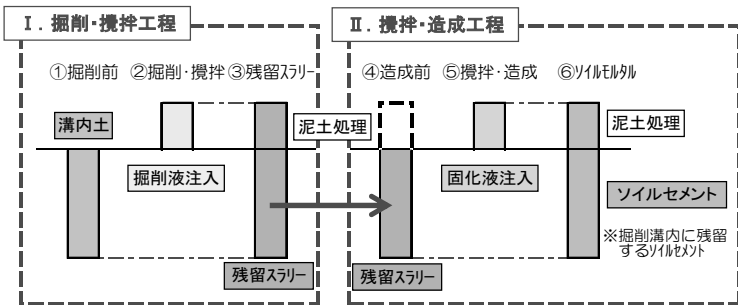 Ⅰ．掘削・攪拌工程
①掘削前 ②掘削・攪拌 ③残留スラリー
溝内土
泥土処理
掘削液注入
残留スラリー
Ⅱ．攪拌・造成工程
④造成前 ⑤攪拌・造成 ⑥ソイルモルタル
泥土処理
固化液注入
ソイルセメント
※掘削溝内に残留
するソイルセメント
残留スラリー